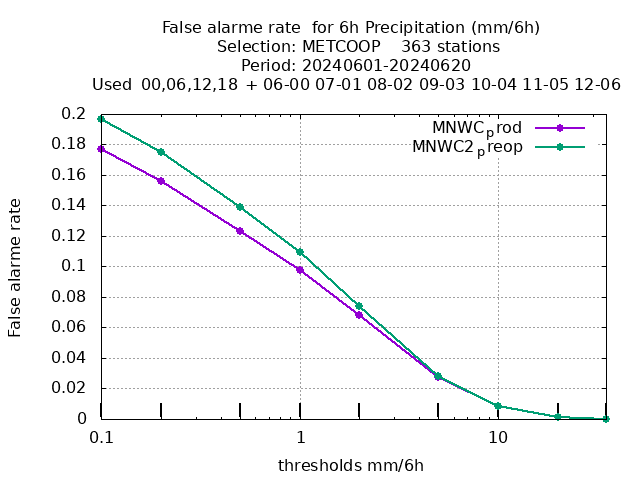 False alarme rate  for 6h Precipitation (mm/6h)
Selection: METCOOP    363 stations
Period: 20240601-20240620
Used  00,06,12,18  + 06-00 07-01 08-02 09-03 10-04 11-05 12-06
MNWCprod
MNWC2preop
0.2
0.18
0.16
0.14
0.12
0.1
0.08
0.06
0.04
0.02
0
False alarme rate
0.1 1 10
thresholds mm/6h